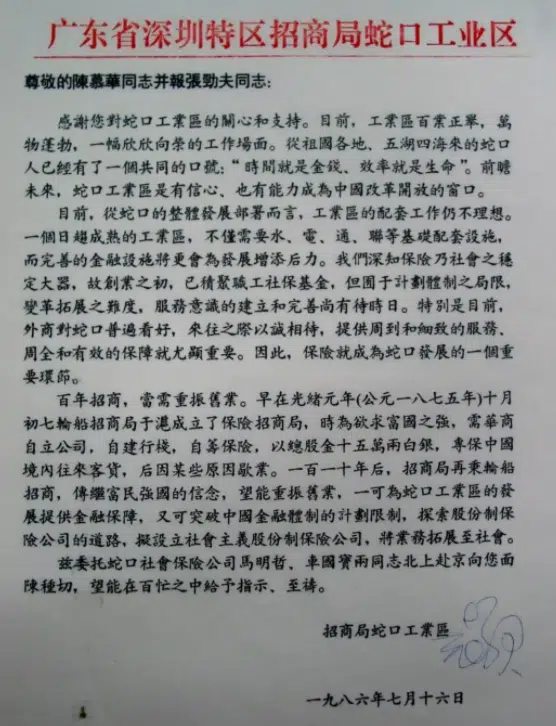 广东省深圳特区招商局蛇口工业区
尊敬的陳慕華同志并報張勁夫同志：
感謝您對蛇口工業區的關心和支持。目前，工業區百業正舉，萬
物蓬勃，一幅欣欣向榮的工作場面。從祖國各地、五湖四海來的蛇口
人已經有了一個共同的口號：“時間就是金錢、效率就是生命”。前瞻
未來，蛇口工業區是有信心、也有能力成為中國改革開放的窗口。
目前，從蛇口的整體發展部署而言，工業區的配套工作仍不理想。
一個日趨成熟的工業區，不僅需要水、電、通、聯等基礎配套設施，
而完善的金融設施將更會為發展增添后力。我們深知保險乃社會之穩
定大器，故創業之初，已積聚職工社保基金，但囿于計劃體制之局限，
變革拓展之難度，服務意識的建立和完善尚有待時日。特別是目前，
外商對蛇口普遍看好，來往之際以誠相待，提供周到和細致的服務、
周全和有效的保障就尤顯重要。因此，保險就成為蛇口發展的一個重
要環節。
百年招商，當需重振舊業。早在光緒元年(公元一八七五年)十月
初七輪船招商局于滬成立了保險招商局，時為欲求富國之強，需華商
自立公司，自建行棧，自籌保險，以總股金十五萬兩白銀，專保中國
境內往來客貨，后因某些原因歇業。一百一十年后，招商局再秉輪船
招商，傳繼富民強國的信念，望能重振舊業，一可為蛇口工業區的發
展提供金融保障，又可突破中國金融體制的計劃限制，探索股份制保
險公司的道路，擬設立社會主義股份制保險公司，將業務拓展至社會。
茲委托蛇口社會保險公司馬明哲、車國寶兩同志北上赴京向您面
陳種切，望能在百忙之中給予指示、至禱。
招商局蛇口工業區
一九八六年七月十六日